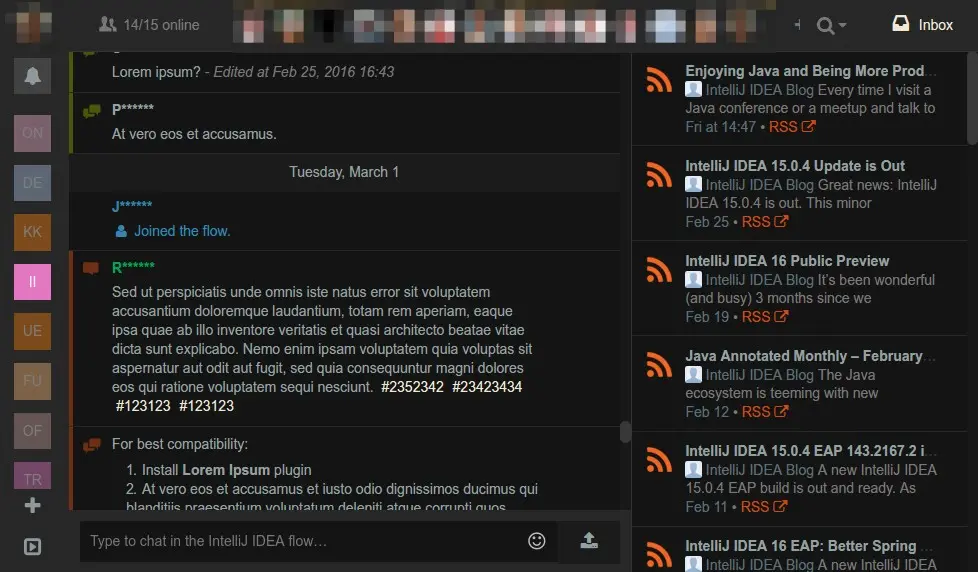 14/15 online
Inbox
ON
DE
KK
II
UE
FU
OF
TR
Lorem ipsum? - Edited at Feb 25, 2016 16:43
P******
At vero eos et accusamus.
Tuesday, March 1
J******
Joined the flow.
R******
Sed ut perspiciatis unde omnis iste natus error sit voluptatem
accusantium doloremque laudantium, totam rem aperiam, eaque
ipsa quae ab illo inventore veritatis et quasi architecto beatae vitae
dicta sunt explicabo. Nemo enim ipsam voluptatem quia voluptas sit
aspernatur aut odit aut fugit, sed quia consequuntur magni dolores
eos qui ratione voluptatem sequi nesciunt. #2352342 #23423434
#123123 #123123
For best compatibility:
1. Install Lorem Ipsum plugin
2. At vero eos et accusamus et iusto odio dignissimos ducimus qui
blanditiis praesentium voluptatum deleniti atque corrupti quos
Type to chat in the IntelliJ IDEA flow…
Enjoying Java and Being More Prod…
IntelliJ IDEA Blog Every time I visit a
Java conference or a meetup and talk to
Fri at 14:47 • RSS
IntelliJ IDEA 15.0.4 Update is Out
IntelliJ IDEA Blog Great news: IntelliJ
IDEA 15.0.4 is out. This minor
Feb 25 • RSS
IntelliJ IDEA 16 Public Preview
IntelliJ IDEA Blog It’s been wonderful
(and busy) 3 months since we
Feb 19 • RSS
Java Annotated Monthly – February…
IntelliJ IDEA Blog The Java
ecosystem is teeming with new
Feb 12 • RSS
IntelliJ IDEA 15.0.4 EAP 143.2167.2 i…
IntelliJ IDEA Blog A new IntelliJ IDEA
15.0.4 EAP build is out and ready. As
Feb 11 • RSS
IntelliJ IDEA 16 EAP: Better Spring …
IntelliJ IDEA Blog A new IntelliJ IDEA